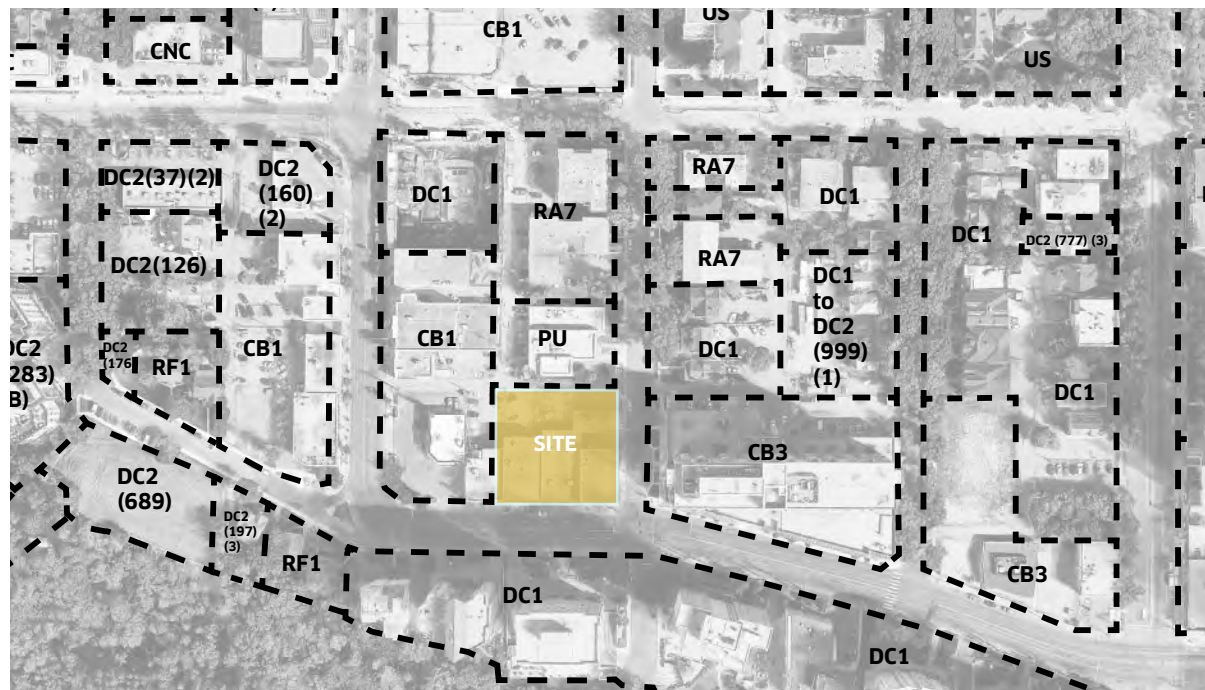 CNC
CB1
US
US
DC2(37)(2)
DC2
(160)
(2)
DC1
RA7
RA7
DC1
DC1
DC2 (777) (3)
DC2(126)
RA7
DC1
to
DC2
(999)
(1)
DC2
(176
RF1
CB1
CB1
PU
DC1
DC1
DC2
(283)
B)
SITE
CB3
DC2
(689)
DC2
(197)
(3)
RF1
DC1
CB3
DC1